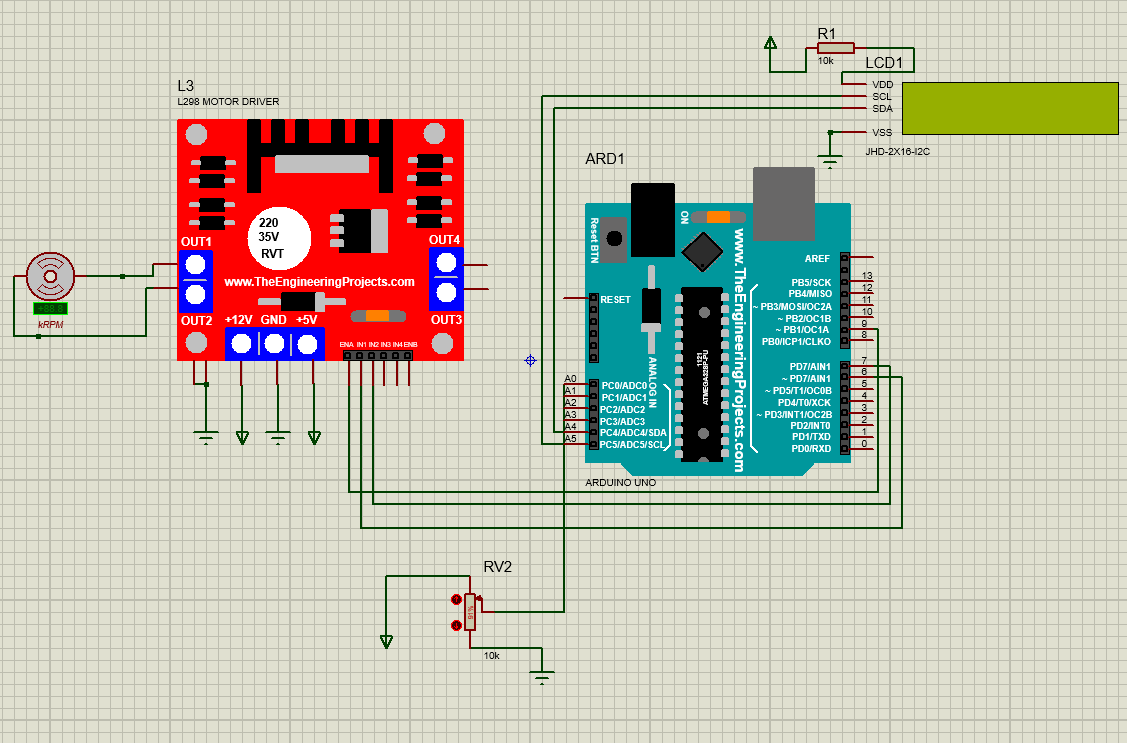 R1
10k
LCD1
VDD
SCL
SDA
VSS
JHD-2X16-I2C
L3
L298 MOTOR DRIVER
220
35V
RVT
OUT1
OUT4
www.TheEngineeringProjects.com
OUT2
+12V GND +5V
OUT3
ENA IN1 IN2 IN3 IN4 ENB
kRPM
ARD1
Reset BTN
ON
www.TheEngineeringProjects.com
RESET
AREF
PB5/SCK 13
PB4/MISO 12
~ PB3/MOSI/OC2A 11
~ PB2/OC1B 10
~ PB1/OC1A 9
PB0/ICP1/CLKO 8
PD7/AIN1 7
~ PD7/AIN1 6
~ PD5/T1/OC0B 5
PD4/T0/XCK 4
~ PD3/INT1/OC2B 3
PD2/INT0 2
PD1/TXD 1
PD0/RXD 0
1121
ATMEGA328P-PU
ANALOG IN
A0 PC0/ADC0
A1 PC1/ADC1
A2 PC2/ADC2
A3 PC3/ADC3
A4 PC4/ADC4/SDA
A5 PC5/ADC5/SCL
ARDUINO UNO
RV2
10k